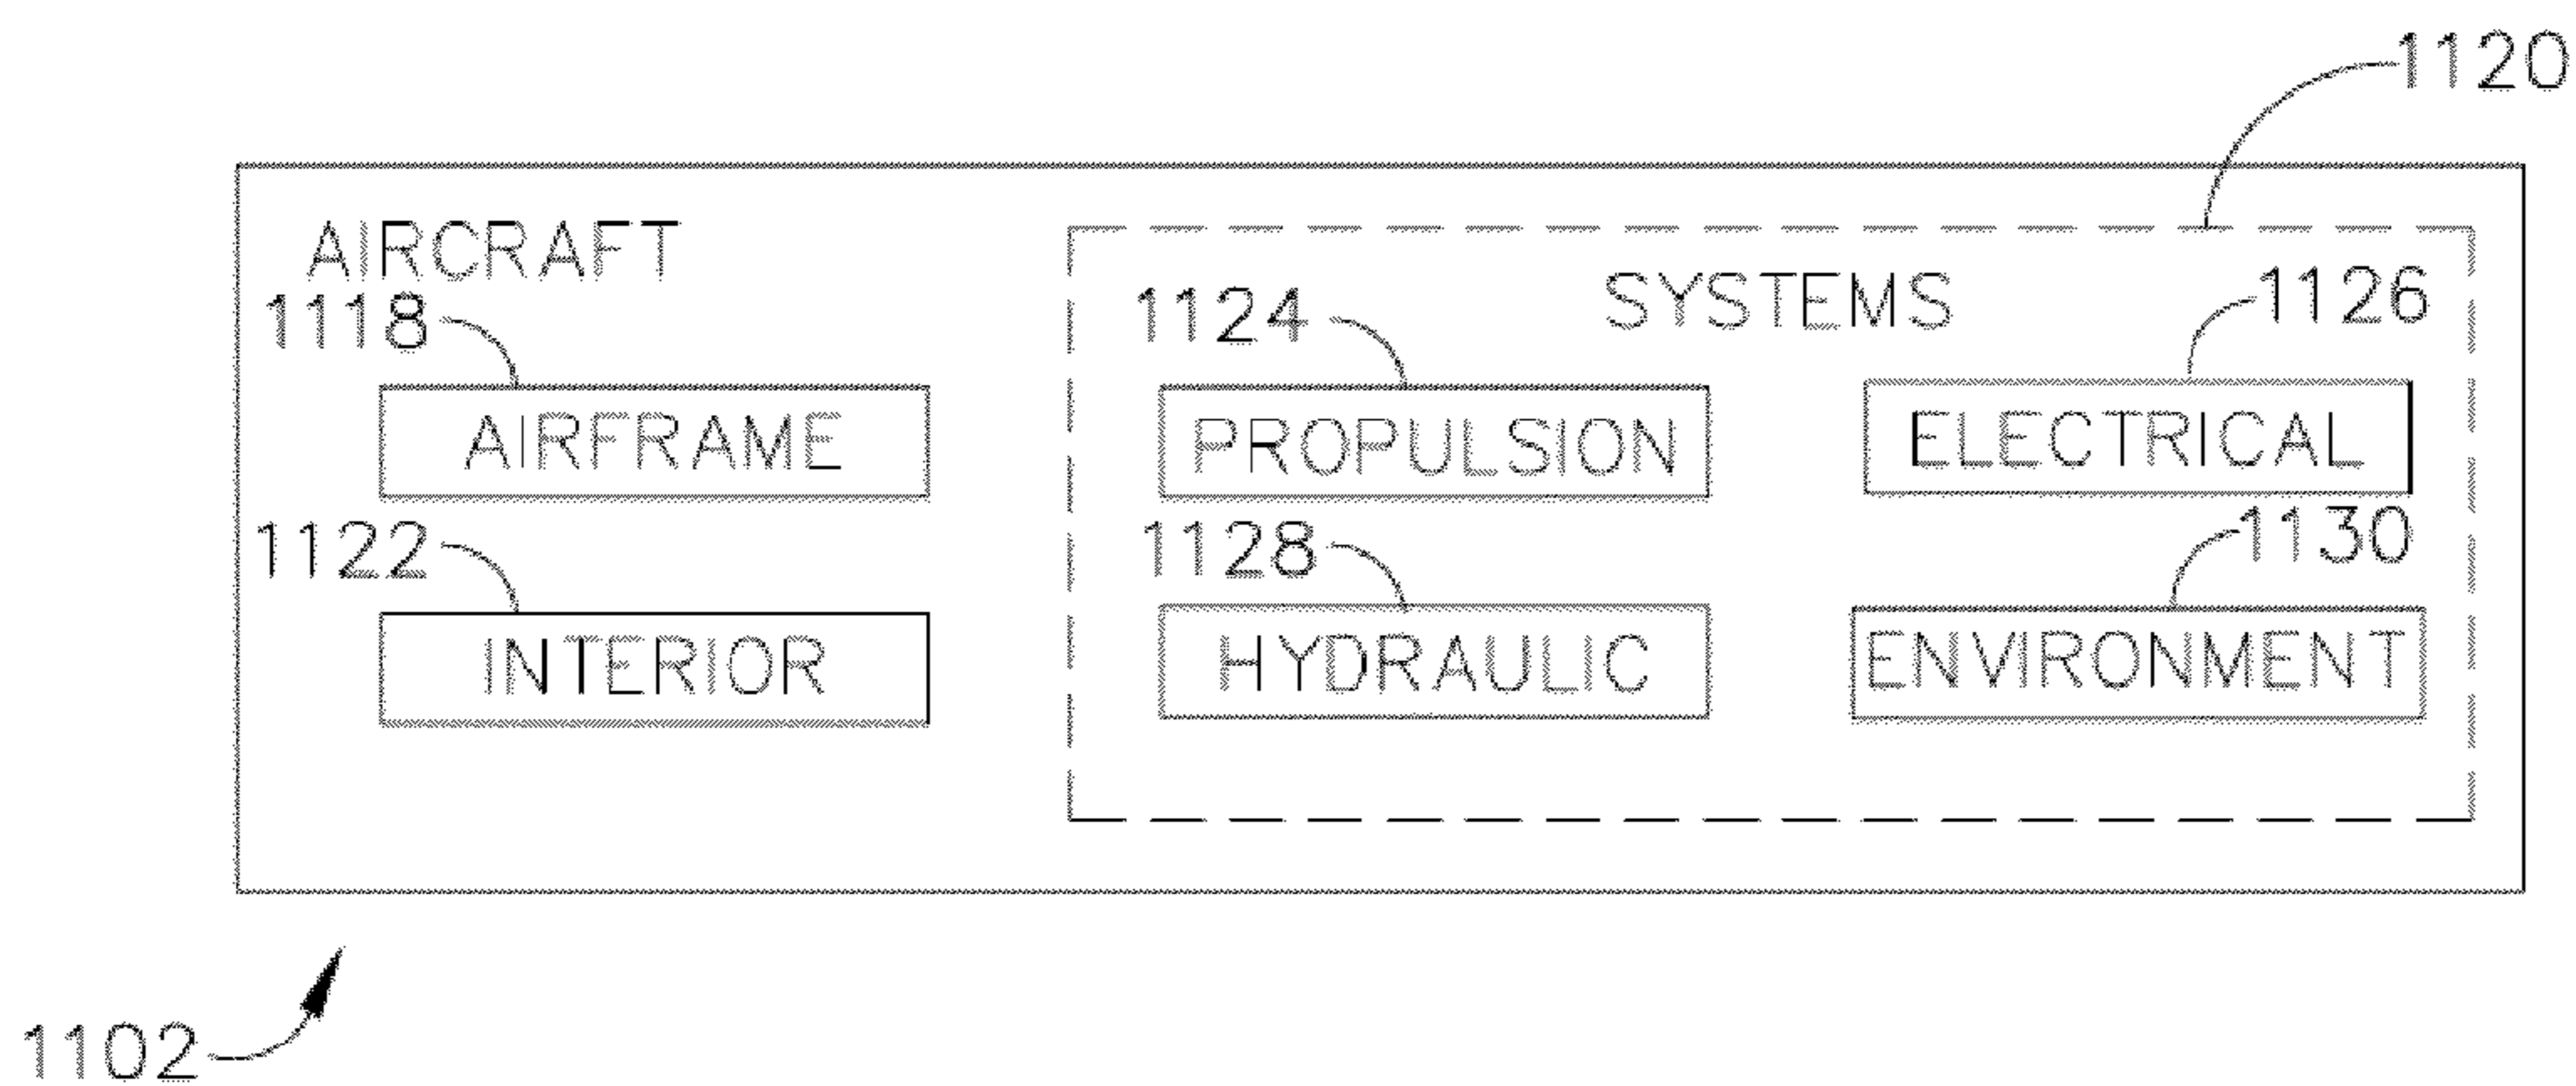 1120
AIRCRAFT
SYSTEMS
1118
1124
1126
AIRFRAME
PROPULSION
ELECTRICAL
1122
1128
1130
INTERIOR
HYDRAULIC
ENVIRONMENT
1102